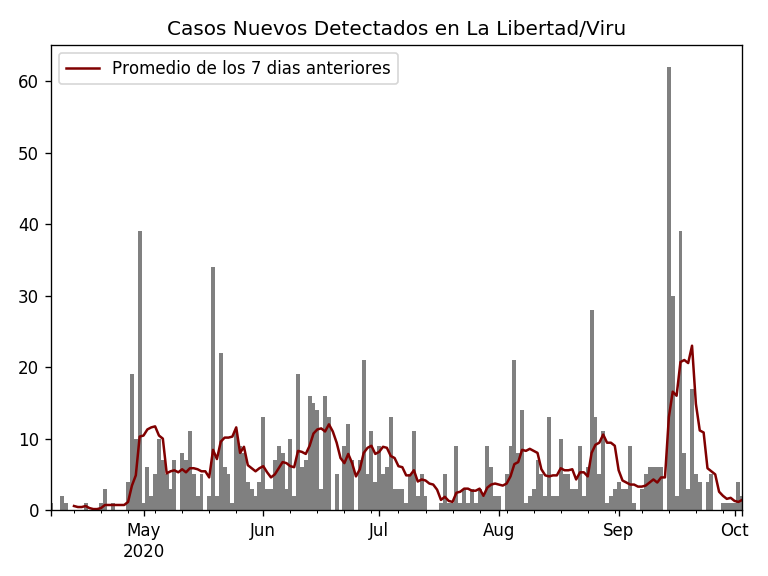 Casos Nuevos Detectados en La Libertad/Viru
Promedio de los 7 dias anteriores
60
50
40
30
20
10
0
May Jun Jul Aug Sep Oct
2020